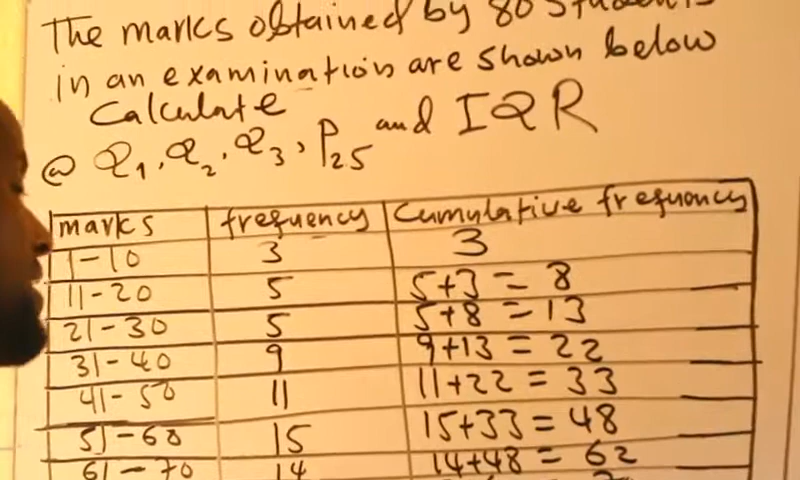 The marks obtained by 80 students
in an examination are shown below
Calculate
@ Q1, Q2, Q3, P25 and IQR
marks frequency Cumulative frequency
1-10 3 3
11-20 5 5+3 = 8
21-30 5 5+8 = 13
31-40 9 9+13 = 22
41-50 11 11+22 = 33
51-60 15 15+33 = 48
61-70 14 14+48 = 62